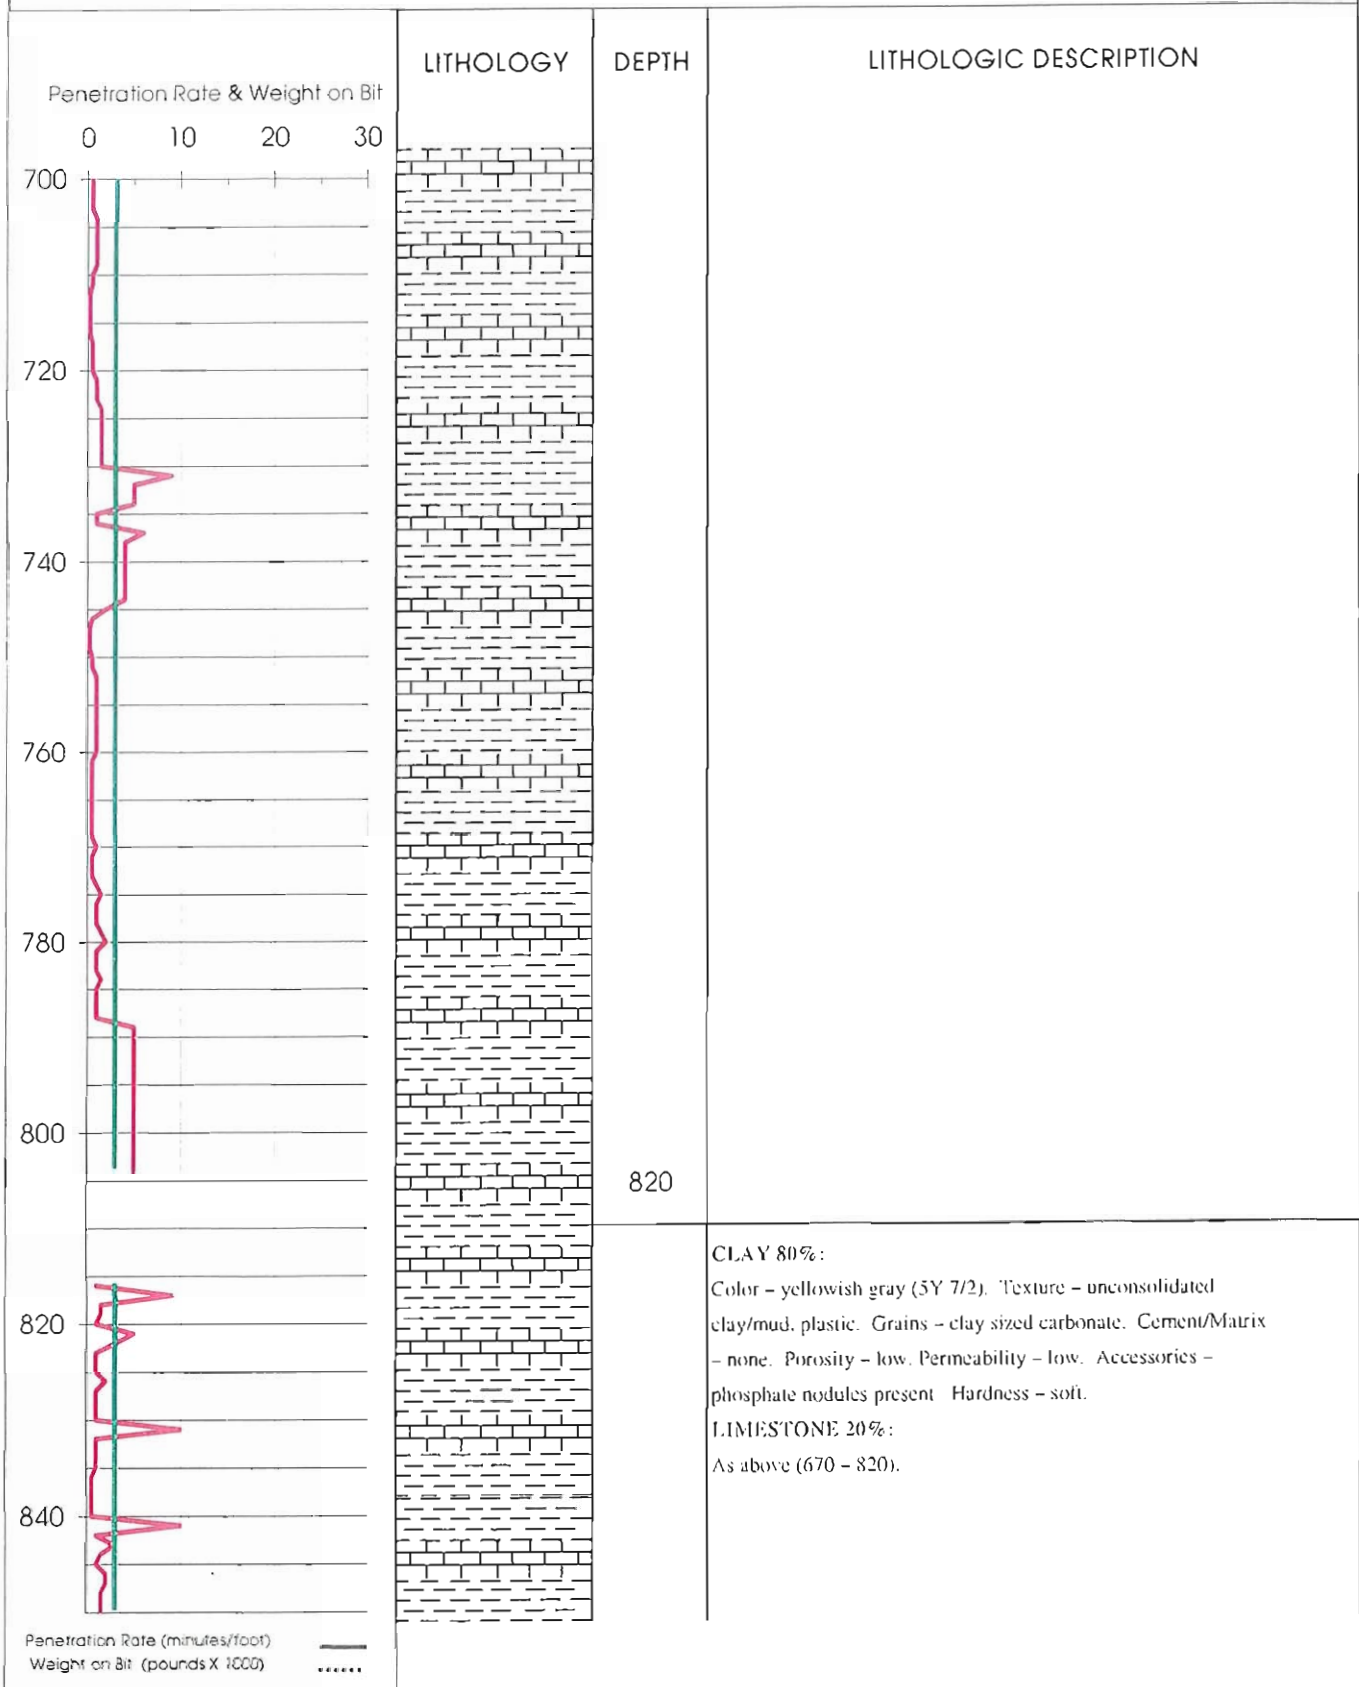 LITHOLOGY
DEPTH
LITHOLOGIC DESCRIPTION
Penetration Rate & Weight on Bit
0 10 20 30
700
720
740
760
780
800
820
840
820
CLAY 80%:
Color – yellowish gray (5Y 7/2). Texture – unconsolidated
clay/mud, plastic. Grains – clay sized carbonate. Cement/Matrix
– none. Porosity – low. Permeability – low. Accessories –
phosphate nodules present Hardness – soft.
LIMESTONE 20%:
As above (670 – 820).
Penetration Rate (minutes/foot)
Weight on Bit (pounds X 1000)